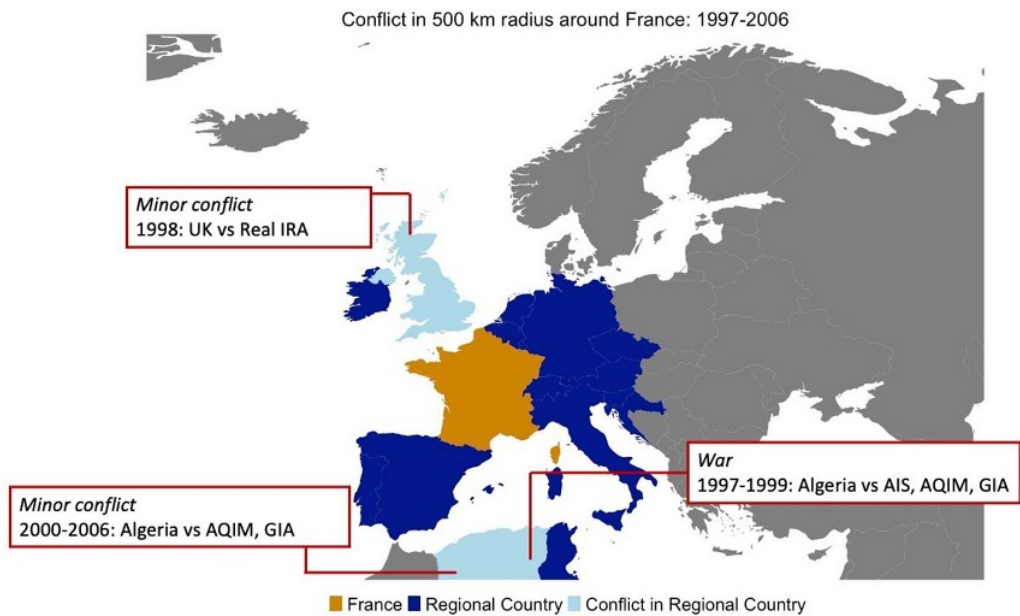 Conflict in 500 km radius around France: 1997-2006
Minor conflict
1998: UK vs Real IRA
War
1997-1999: Algeria vs AIS, AQIM, GIA
Minor conflict
2000-2006: Algeria vs AQIM, GIA
France Regional Country Conflict in Regional Country